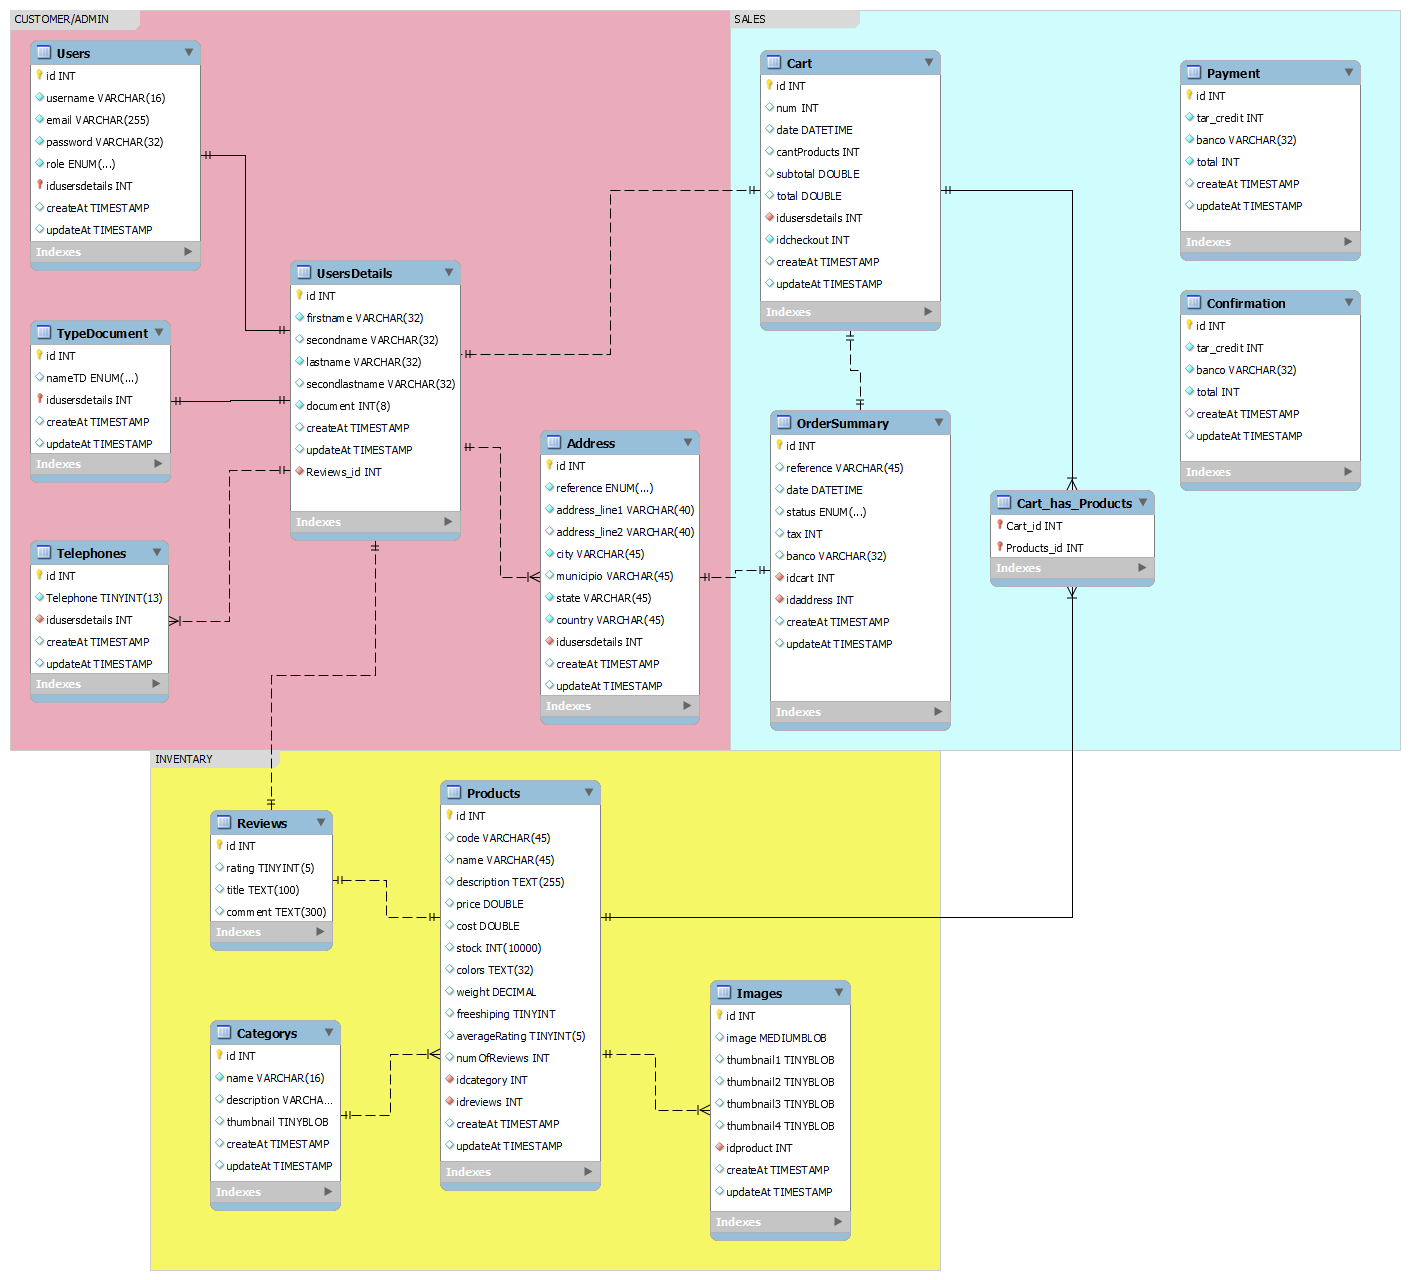 CUSTOMER/ADMIN
Users
id INT
username VARCHAR(16)
email VARCHAR(255)
password VARCHAR(32)
role ENUM(...)
idusersdetails INT
createAt TIMESTAMP
updateAt TIMESTAMP
Indexes
TypeDocument
id INT
nameTD ENUM(...)
idusersdetails INT
createAt TIMESTAMP
updateAt TIMESTAMP
Indexes
Telephones
id INT
Telephone TINYINT(13)
idusersdetails INT
createAt TIMESTAMP
updateAt TIMESTAMP
Indexes
UsersDetails
id INT
firstname VARCHAR(32)
secondname VARCHAR(32)
lastname VARCHAR(32)
secondlastname VARCHAR(32)
document INT(8)
createAt TIMESTAMP
updateAt TIMESTAMP
Reviews_id INT
Indexes
Address
id INT
reference ENUM(...)
address_line1 VARCHAR(40)
address_line2 VARCHAR(40)
city VARCHAR(45)
municipio VARCHAR(45)
state VARCHAR(45)
country VARCHAR(45)
idusersdetails INT
createAt TIMESTAMP
updateAt TIMESTAMP
Indexes
SALES
Cart
id INT
num INT
date DATETIME
cantProducts INT
subtotal DOUBLE
total DOUBLE
idusersdetails INT
idcheckout INT
createAt TIMESTAMP
updateAt TIMESTAMP
Indexes
OrderSummary
id INT
reference VARCHAR(45)
date DATETIME
status ENUM(...)
tax INT
banco VARCHAR(32)
idcart INT
idaddress INT
createAt TIMESTAMP
updateAt TIMESTAMP
Indexes
Payment
id INT
tar_credit INT
banco VARCHAR(32)
total INT
createAt TIMESTAMP
updateAt TIMESTAMP
Indexes
Confirmation
id INT
tar_credit INT
banco VARCHAR(32)
total INT
createAt TIMESTAMP
updateAt TIMESTAMP
Indexes
Cart_has_Products
Cart_id INT
Products_id INT
Indexes
INVENTARY
Reviews
id INT
rating TINYINT(5)
title TEXT(100)
comment TEXT(300)
Indexes
Categorys
id INT
name VARCHAR(16)
description VARCHA...
thumbnail TINYBLOB
createAt TIMESTAMP
updateAt TIMESTAMP
Indexes
Products
id INT
code VARCHAR(45)
name VARCHAR(45)
description TEXT(255)
price DOUBLE
cost DOUBLE
stock INT(10000)
colors TEXT(32)
weight DECIMAL
freeshiping TINYINT
averageRating TINYINT(5)
numOfReviews INT
idcategory INT
idreviews INT
createAt TIMESTAMP
updateAt TIMESTAMP
Indexes
Images
id INT
image MEDIUMBLOB
thumbnail1 TINYBLOB
thumbnail2 TINYBLOB
thumbnail3 TINYBLOB
thumbnail4 TINYBLOB
idproduct INT
createAt TIMESTAMP
updateAt TIMESTAMP
Indexes